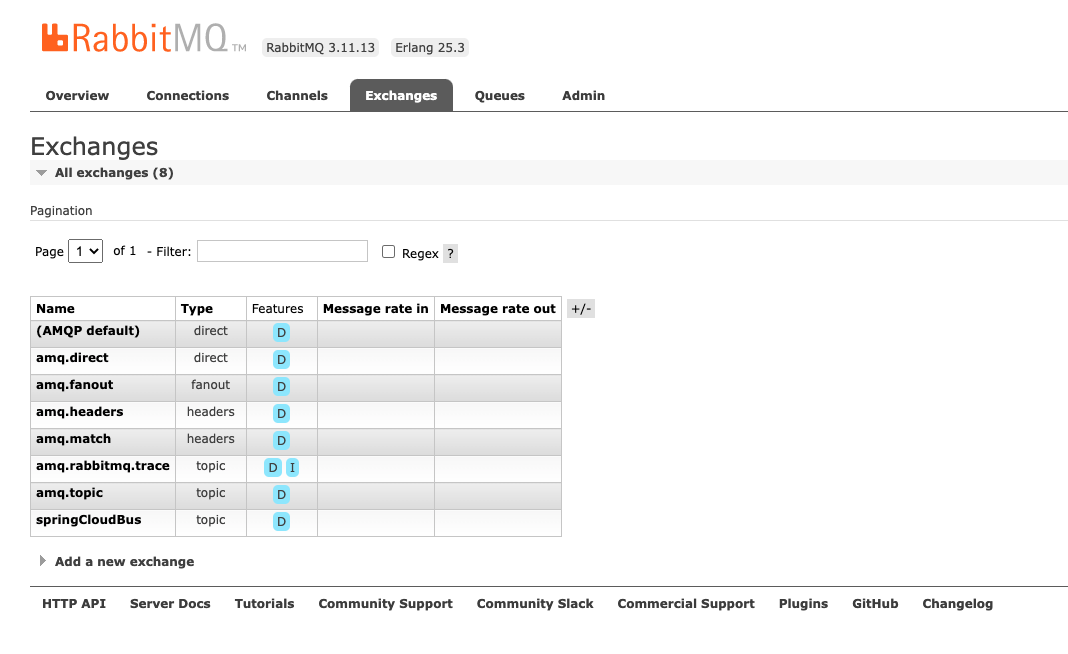 RabbitMQ TM RabbitMQ 3.11.13 Erlang 25.3
Overview Connections Channels Exchanges Queues Admin
Exchanges
All exchanges (8)
Pagination
Page 1 of 1 - Filter: Regex ?
Name Type Features Message rate in Message rate out +/-
(AMQP default) direct D
amq.direct direct D
amq.fanout fanout D
amq.headers headers D
amq.match headers D
amq.rabbitmq.trace topic D I
amq.topic topic D
springCloudBus topic D
Add a new exchange
HTTP API Server Docs Tutorials Community Support Community Slack Commercial Support Plugins GitHub Changelog